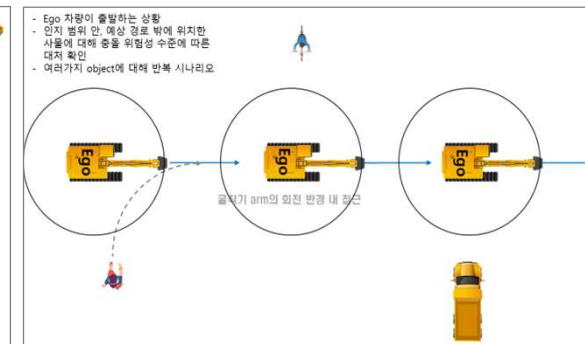 - Ego 차량이 출발하는 상황
- 인지 범위 안, 예상 경로 밖에 위치한
사물에 대해 충돌 위험성 수준에 따른
대처 확인
- 여러가지 object에 대해 반복 시나리오
Ego
Ego
Ego
굴착기 arm의 회전 반경 내 접근